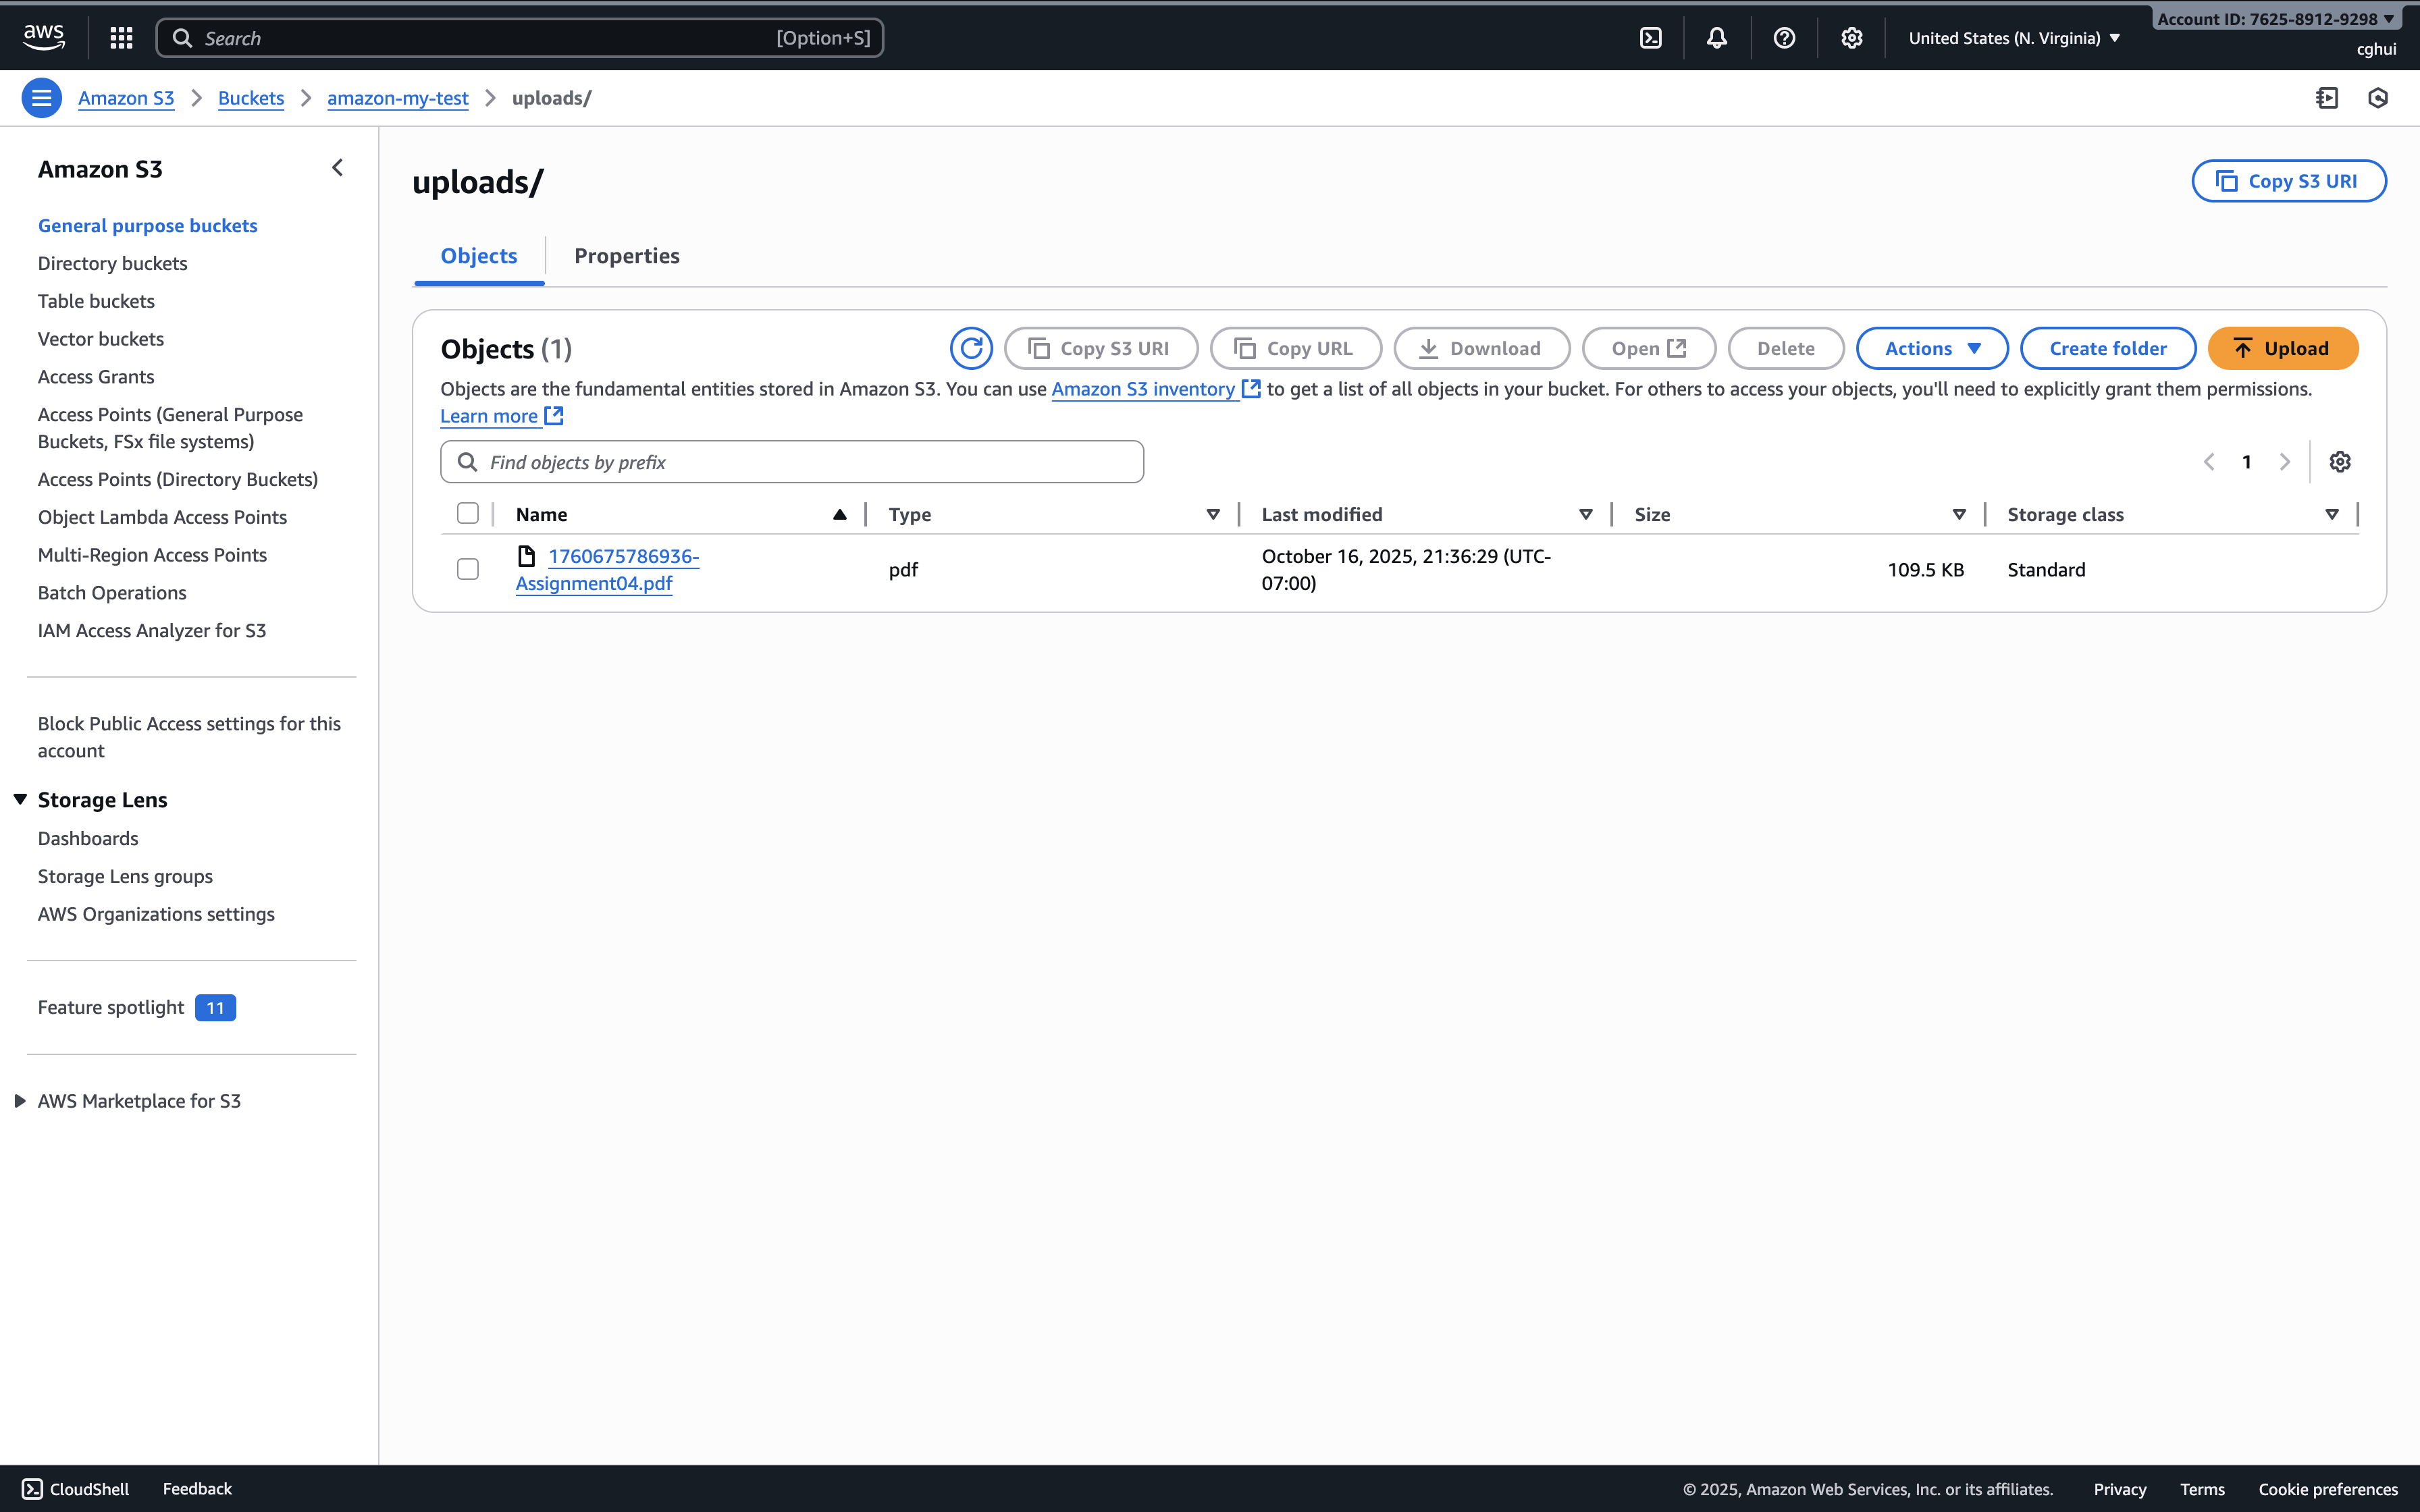 aws
Search [Option+S]
United States (N. Virginia)
Account ID: 7625-8912-9298
cghui
Amazon S3
Buckets
amazon-my-test
uploads/
Amazon S3
General purpose buckets
Directory buckets
Table buckets
Vector buckets
Access Grants
Access Points (General Purpose
Buckets, FSx file systems)
Access Points (Directory Buckets)
Object Lambda Access Points
Multi-Region Access Points
Batch Operations
IAM Access Analyzer for S3
Block Public Access settings for this
account
Storage Lens
Dashboards
Storage Lens groups
AWS Organizations settings
Feature spotlight 11
AWS Marketplace for S3
uploads/
Copy S3 URI
Objects
Properties
Objects (1)
Copy S3 URI
Copy URL
Download
Open
Delete
Actions
Create folder
Upload
Objects are the fundamental entities stored in Amazon S3. You can use Amazon S3 inventory to get a list of all objects in your bucket. For others to access your objects, you'll need to explicitly grant them permissions.
Learn more
Find objects by prefix
1
Name
Type
Last modified
Size
Storage class
1760675786936-
Assignment04.pdf
pdf
October 16, 2025, 21:36:29 (UTC-
07:00)
109.5 KB
Standard
CloudShell
Feedback
© 2025, Amazon Web Services, Inc. or its affiliates.
Privacy
Terms
Cookie preferences